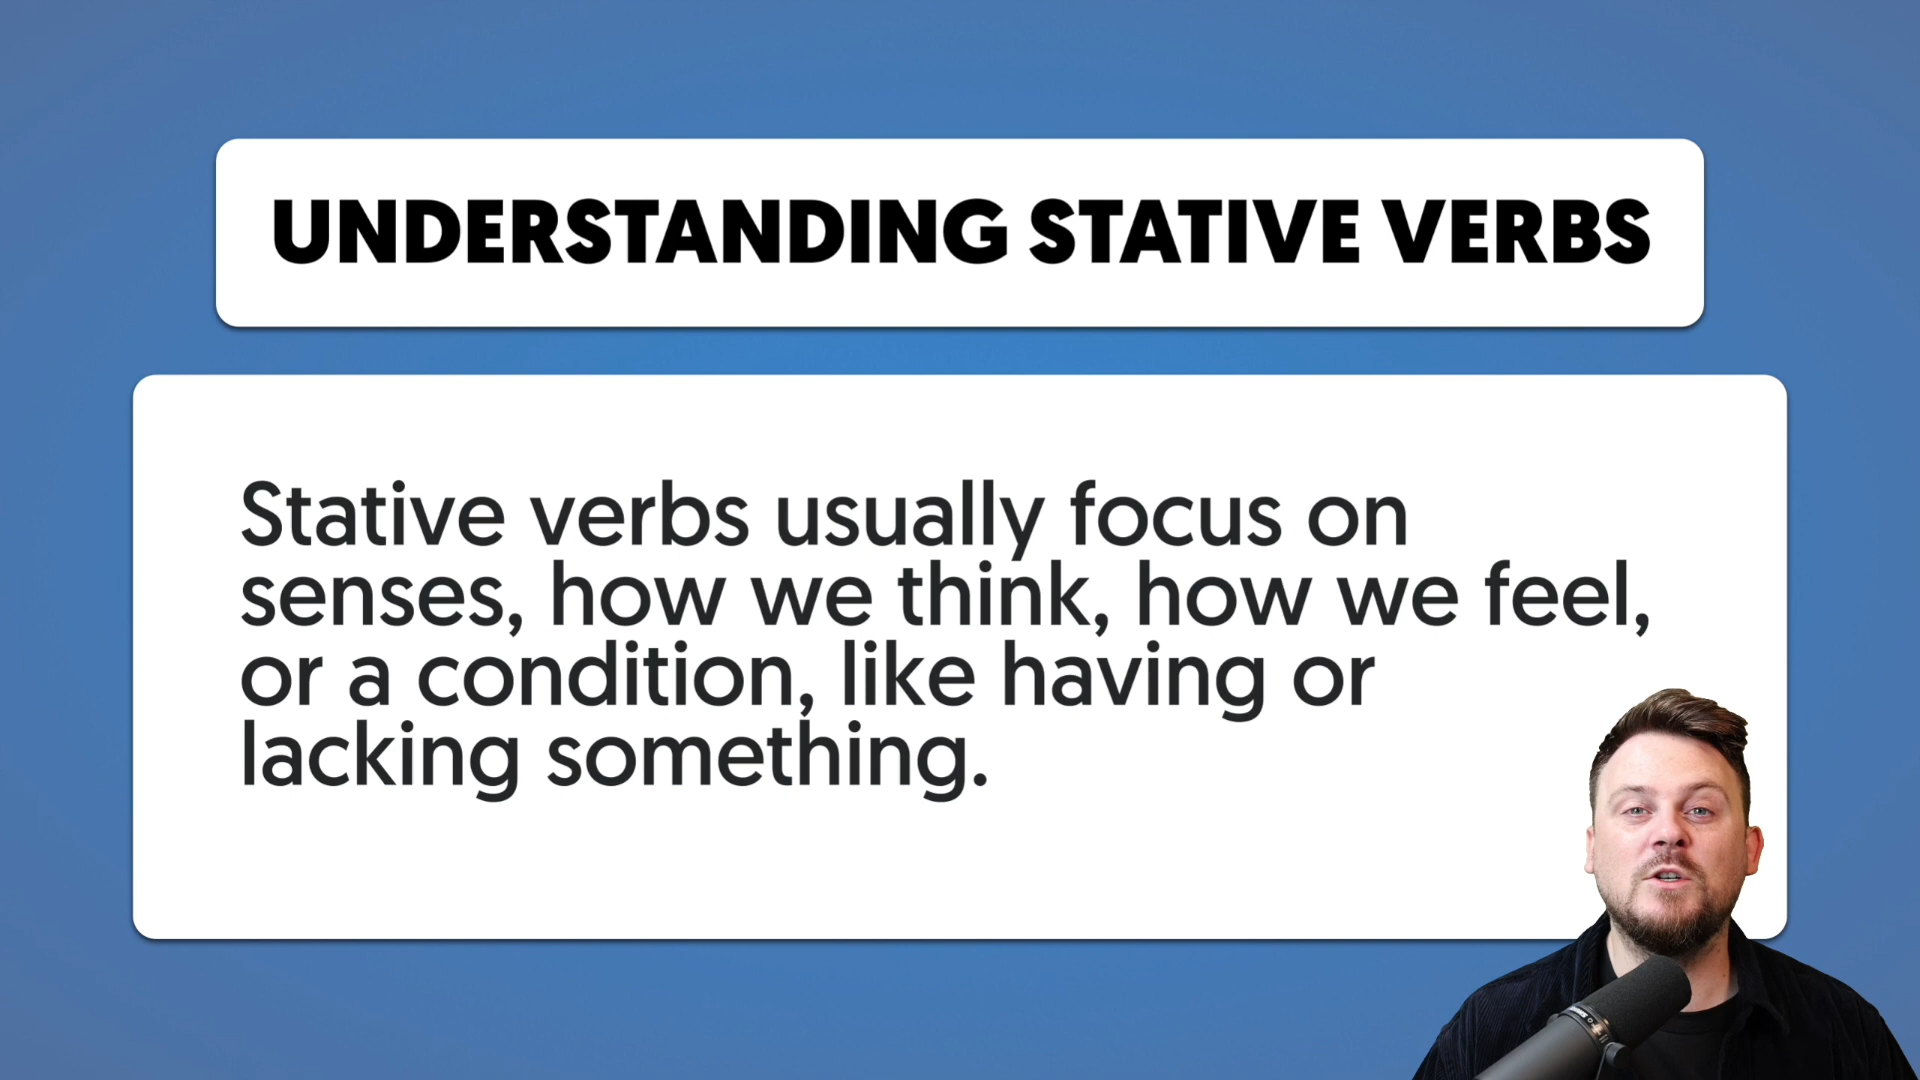 UNDERSTANDING STATIVE VERBS
Stative verbs usually focus on
senses, how we think, how we feel,
or a condition, like having or
lacking something.